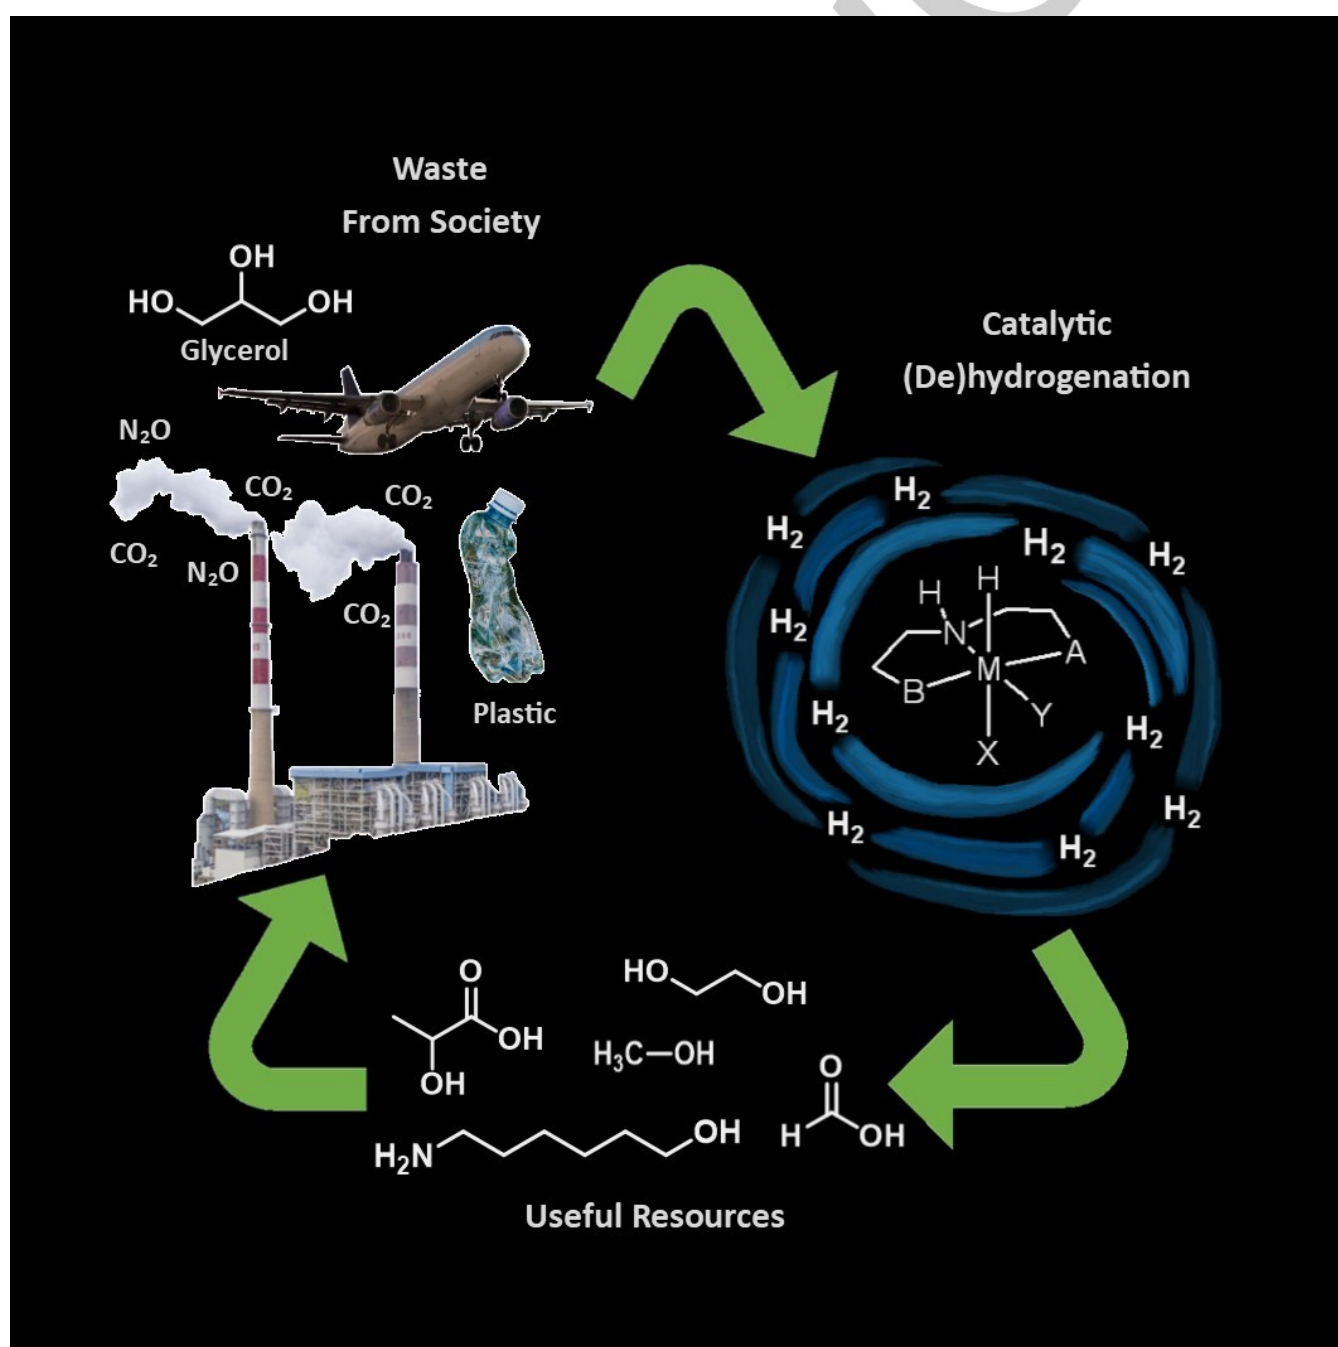 Waste
From Society
OH
HO
OH
Glycerol
N₂O
CO₂
CO₂
CO₂
N₂O
CO₂
Plastic
Catalytic
(De)hydrogenation
H₂
H₂
H₂
H₂
H₂
H₂
H₂
H₂
H₂
H₂
H
H
N
M
A
B
Y
X
O
OH
OH
HO
OH
H₃C—OH
O
H
OH
H₂N
OH
Useful Resources